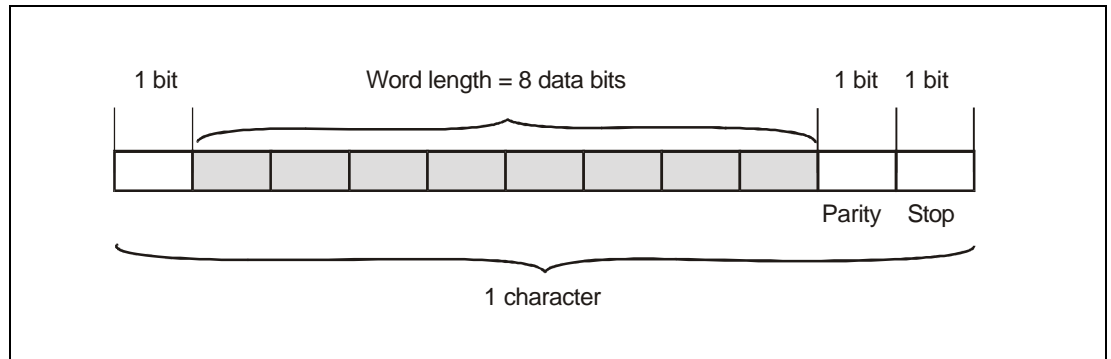 1 bit Word length = 8 data bits 1 bit 1 bit
Parity Stop
1 character